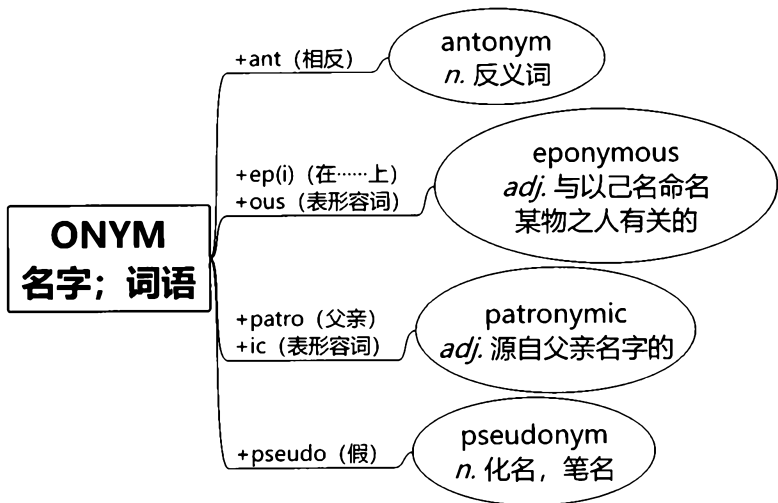 ONYM
名字；词语
+ant（相反）
antonym
n. 反义词
+ep(i)（在……上）
+ous（表形容词）
eponymous
adj. 与以己名命名
某物之人有关的
+patro（父亲）
+ic（表形容词）
patronymic
adj. 源自父亲名字的
+pseudo（假）
pseudonym
n. 化名，笔名